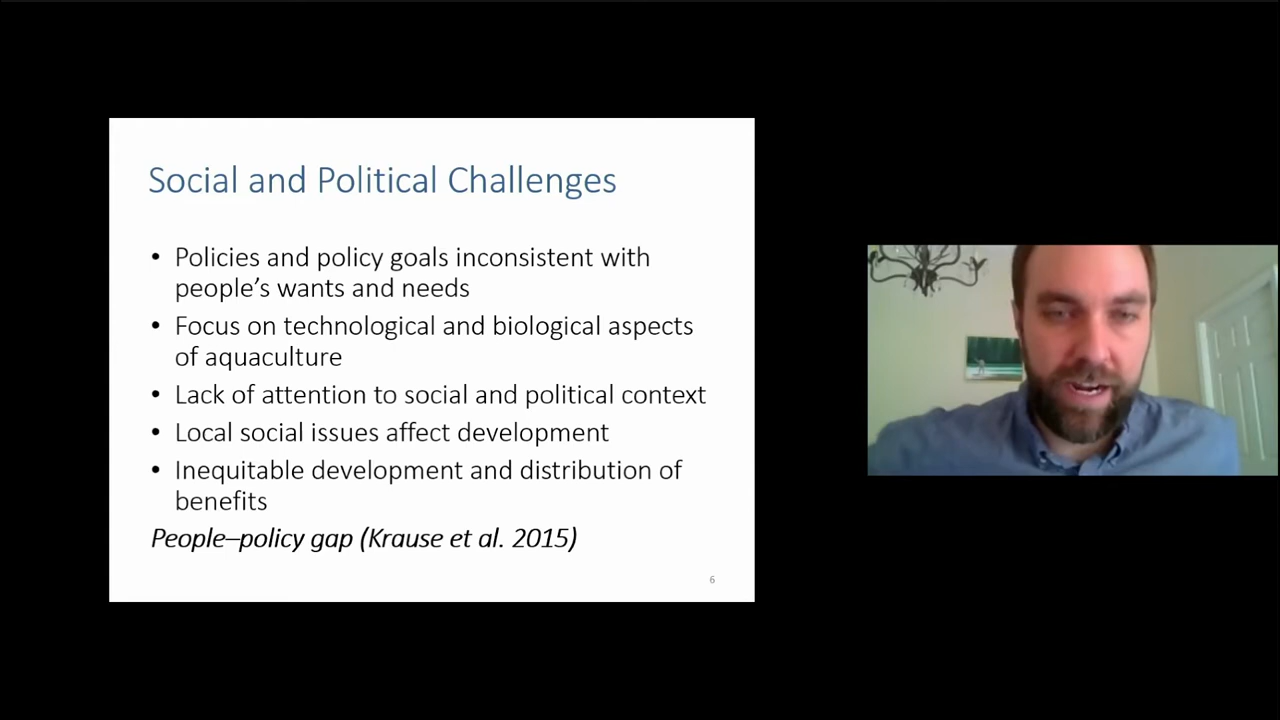 Social and Political Challenges
• Policies and policy goals inconsistent with
people’s wants and needs
• Focus on technological and biological aspects
of aquaculture
• Lack of attention to social and political context
• Local social issues affect development
• Inequitable development and distribution of
benefits
People–policy gap (Krause et al. 2015)
6